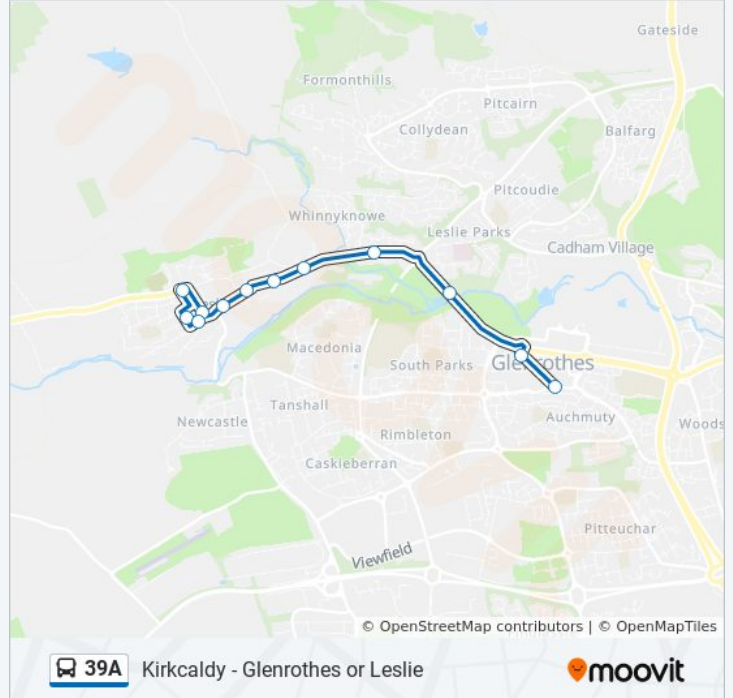 Gateside
Formonthills
Pitcairn
Collydean
Balfarg
Pitcoudie
Whinnyknowe
Leslie Parks
Cadham Village
Macedonia
South Parks
Glenrothes
Tanshall
Auchmuty
Newcastle
Rimbleton
Woods
Caskieberran
Pitteuchar
Viewfield
© OpenStreetMap contributors | © OpenMapTiles
39A Kirkcaldy - Glenrothes or Leslie
moovit